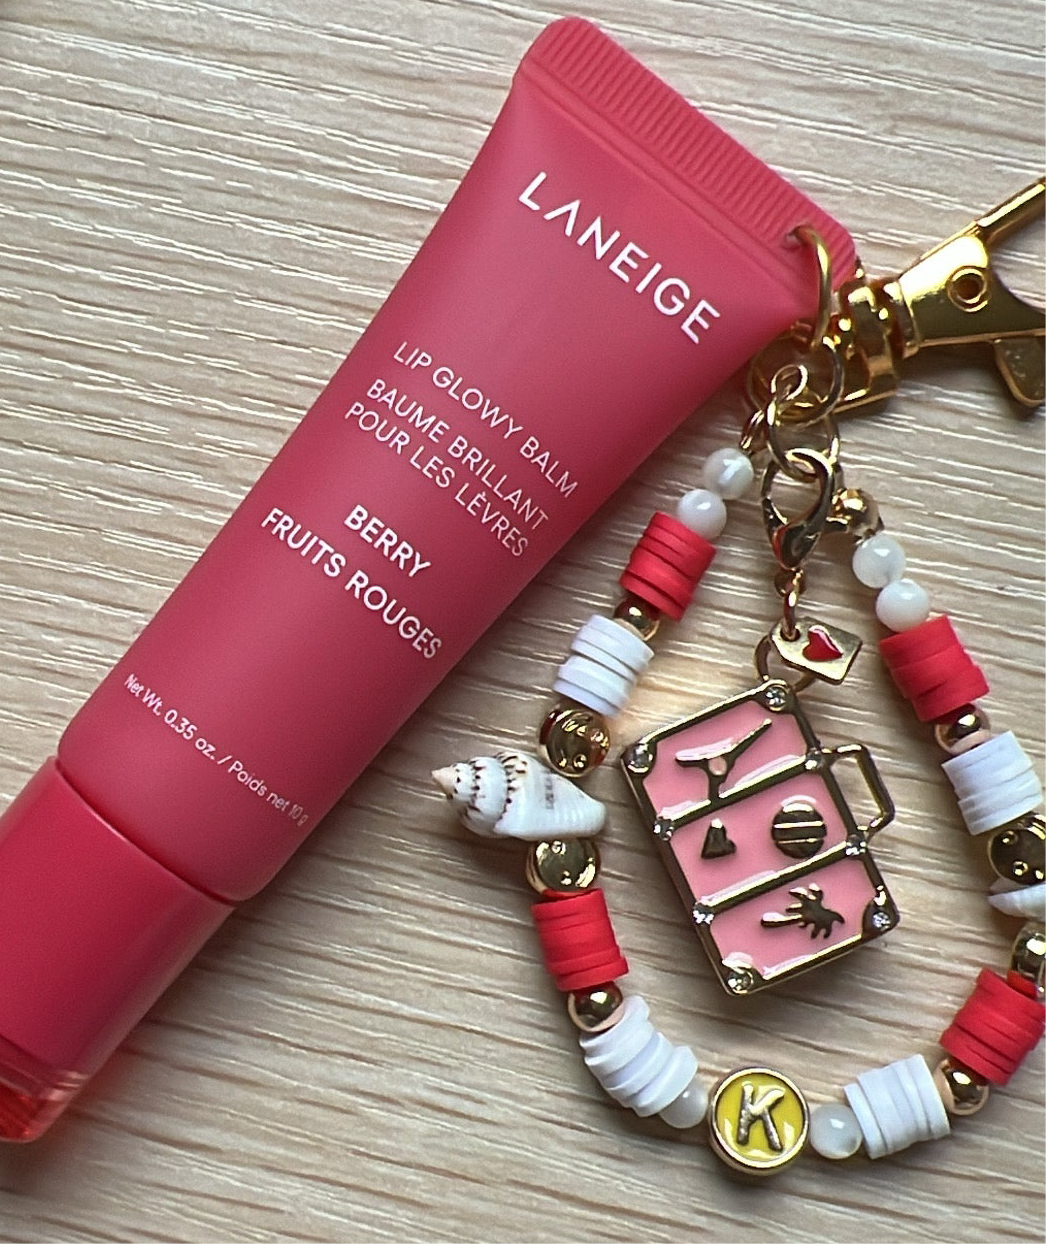 LANEIGE
LIP GLOWY BALM
BAUME BRILLANT
POUR LES LÈVRES
BERRY
FRUITS ROUGES
Net Wt. 0.35 oz. / Poids net 10 g
K